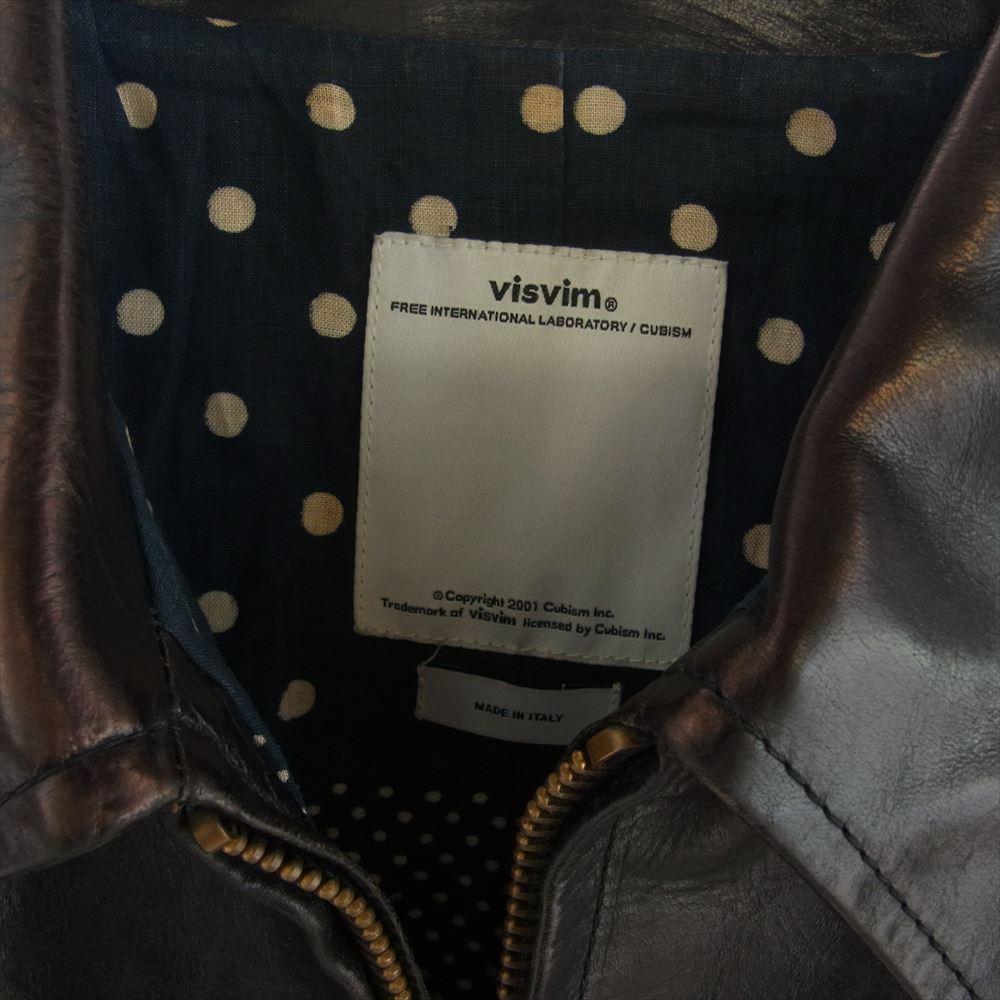 visvim®
FREE INTERNATIONAL LABORATORY / CUBISM
© Copyright 2001 Cubism Inc.
Trademark of visvim licensed by Cubism Inc.
MADE IN ITALY